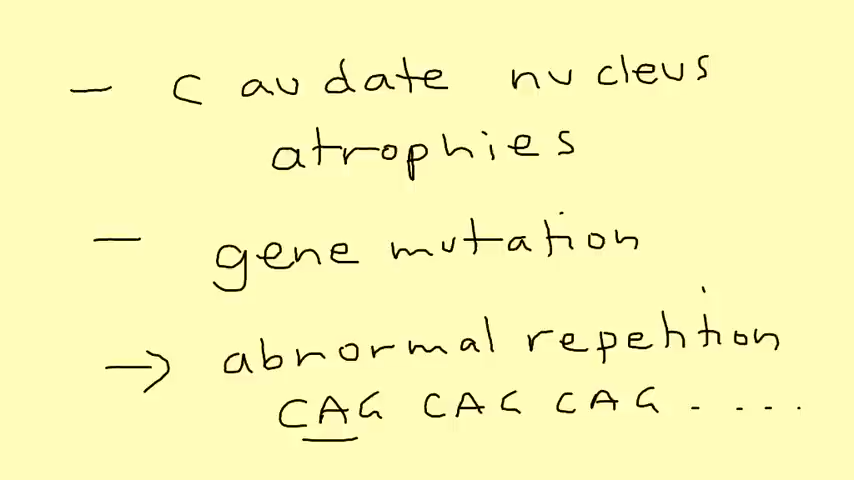 - caudate nucleus
atrophies
- gene mutation
→ abnormal repetition
CAG CAG CAG - - - -